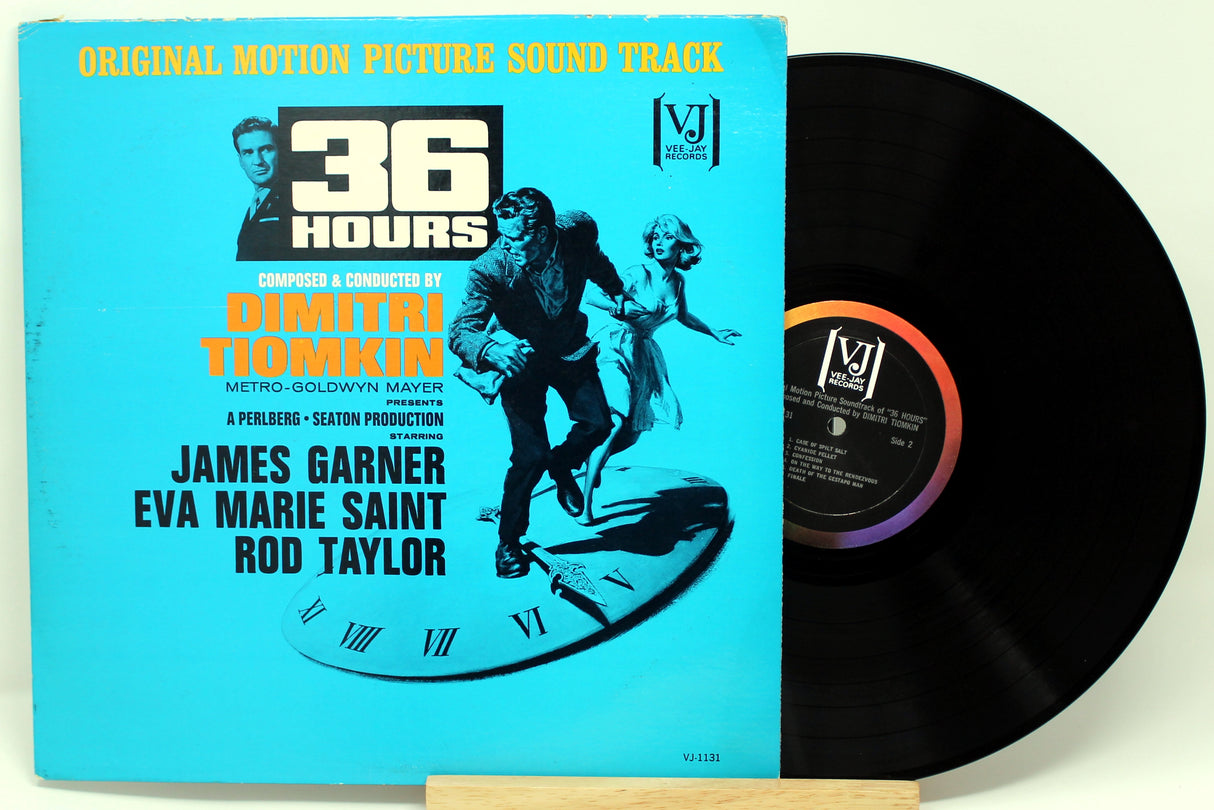 ORIGINAL MOTION PICTURE SOUND TRACK
VJ
VEE-JAY
RECORDS
36
HOURS
COMPOSED & CONDUCTED BY
DIMITRI
TIOMKIN
METRO-GOLDWYN MAYER
PRESENTS
A PERLBERG • SEATON PRODUCTION
STARRING
JAMES GARNER
EVA MARIE SAINT
ROD TAYLOR
XI VIII VII VI V III
VJ-1131
VJ
VEE-JAY
RECORDS
Motion Picture Soundtrack of "36 HOURS"
and Conducted by DIMITRI TIOMKIN
31
Side 2
1. CASE OF SPILT SALT
2. CYANIDE PELLET
3. CONFESSION
ON THE WAY TO THE RENDEZVOUS
DEATH OF THE GESTAPO MAN
FINALE